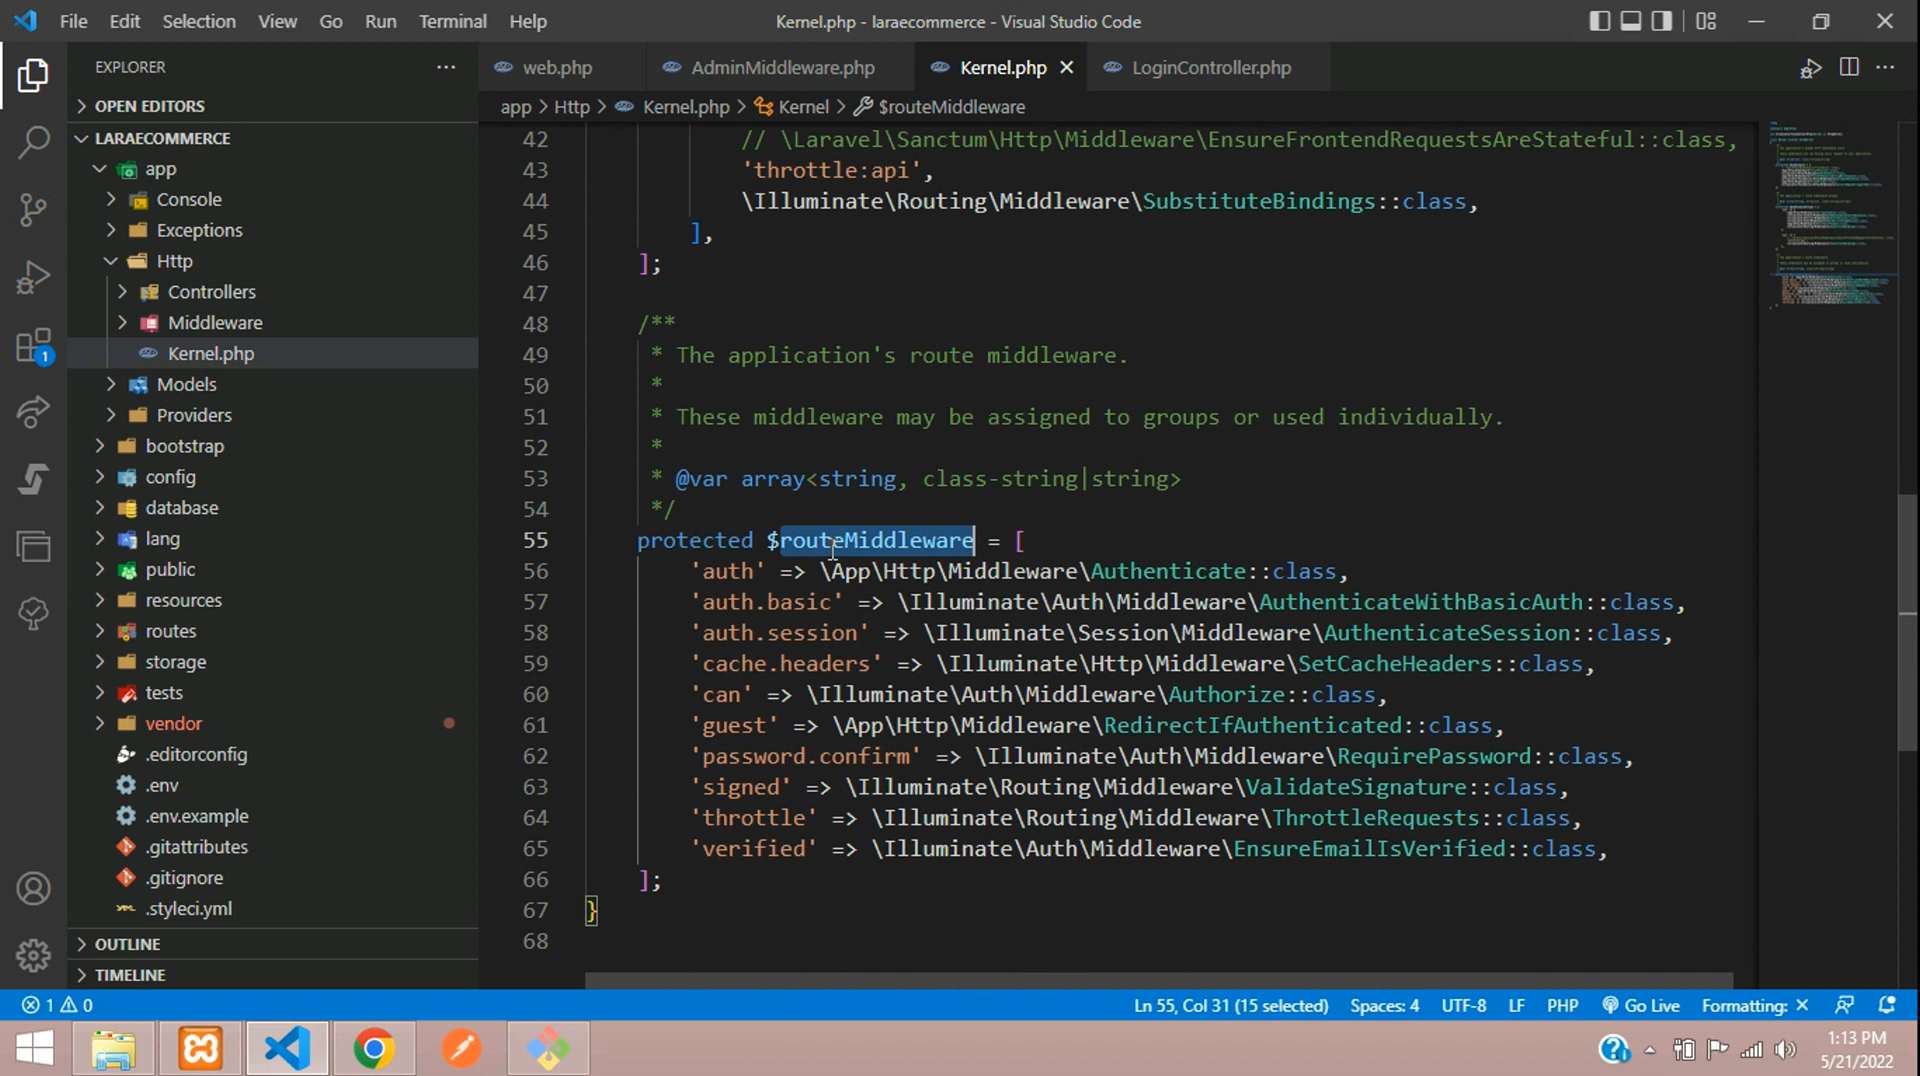 File Edit Selection View Go Run Terminal Help
Kernel.php - laraecommerce - Visual Studio Code
EXPLORER
OPEN EDITORS
LARAECOMMERCE
app
Console
Exceptions
Http
Controllers
Middleware
Kernel.php
Models
Providers
bootstrap
config
database
lang
public
resources
routes
storage
tests
vendor
.editorconfig
.env
.env.example
.gitattributes
.gitignore
.styleci.yml
OUTLINE
TIMELINE
1
web.php AdminMiddleware.php Kernel.php LoginController.php
app > Http > Kernel.php > Kernel > $routeMiddleware
42 // \Laravel\Sanctum\Http\Middleware\EnsureFrontendRequestsAreStateful::class,
43 'throttle:api',
44 \Illuminate\Routing\Middleware\SubstituteBindings::class,
45 ],
46 ];
47
48 /**
49 * The application's route middleware.
50 *
51 * These middleware may be assigned to groups or used individually.
52 *
53 * @var array<string, class-string|string>
54 */
55 protected $routeMiddleware = [
56 'auth' => \App\Http\Middleware\Authenticate::class,
57 'auth.basic' => \Illuminate\Auth\Middleware\AuthenticateWithBasicAuth::class,
58 'auth.session' => \Illuminate\Session\Middleware\AuthenticateSession::class,
59 'cache.headers' => \Illuminate\Http\Middleware\SetCacheHeaders::class,
60 'can' => \Illuminate\Auth\Middleware\Authorize::class,
61 'guest' => \App\Http\Middleware\RedirectIfAuthenticated::class,
62 'password.confirm' => \Illuminate\Auth\Middleware\RequirePassword::class,
63 'signed' => \Illuminate\Routing\Middleware\ValidateSignature::class,
64 'throttle' => \Illuminate\Routing\Middleware\ThrottleRequests::class,
65 'verified' => \Illuminate\Auth\Middleware\EnsureEmailIsVerified::class,
66 ];
67 }
68
1 0
Ln 55, Col 31 (15 selected) Spaces: 4 UTF-8 LF PHP Go Live Formatting: ×
1:13 PM
5/21/2022